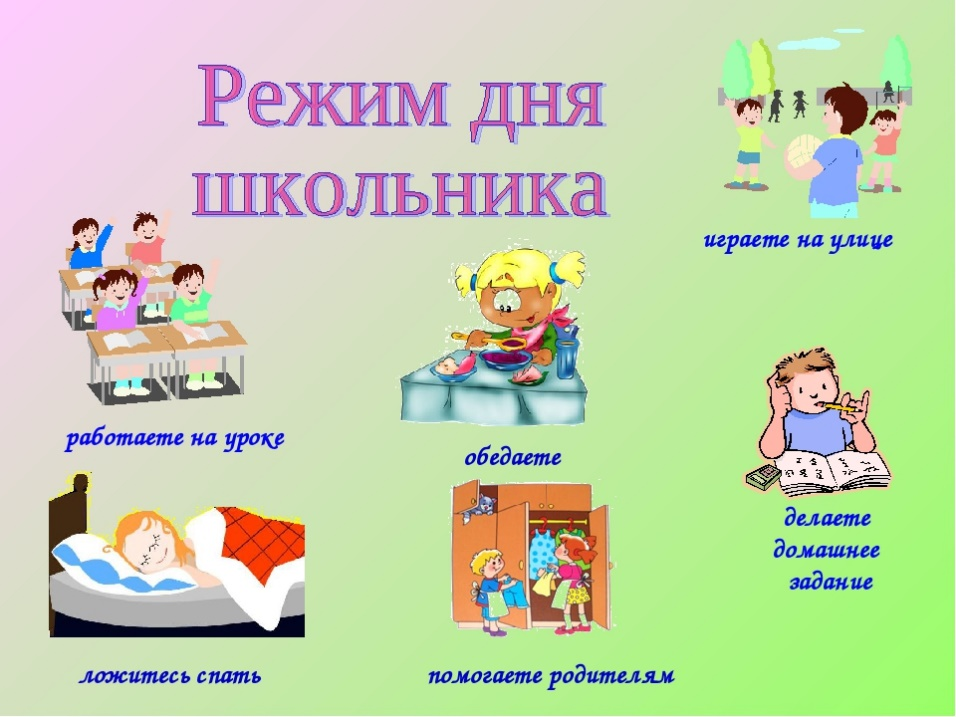 Режим дня
школьника
играете на улице
работаете на уроке
обедаете
делаете
домашнее
задание
ложитесь спать
помогаете родителям